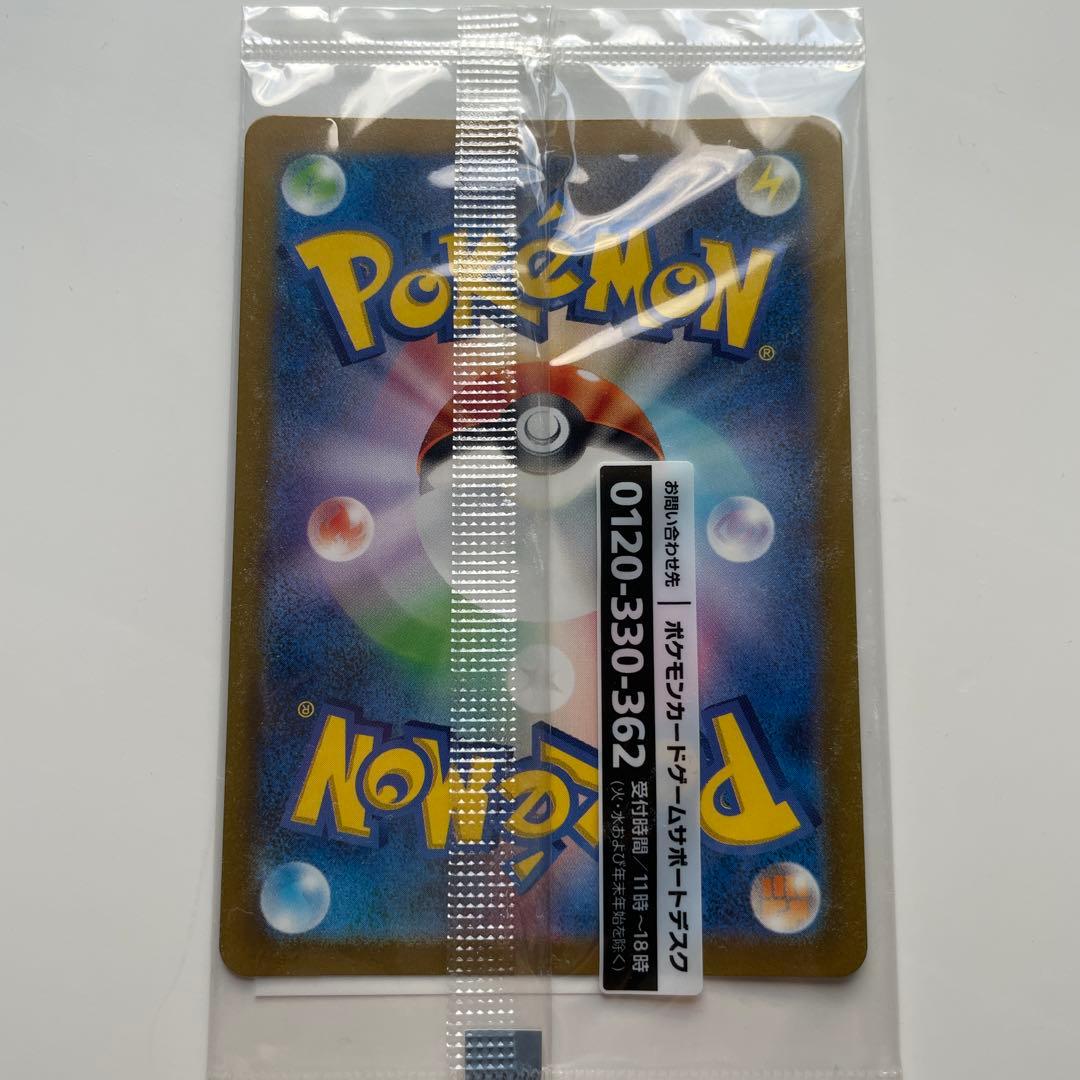 POKéMON
®
お問い合わせ先 | ポケモンカードゲームサポートデスク
0120-330-362 受付時間/11時~18時
(火・水および年末年始を除く)
POKéMON
®